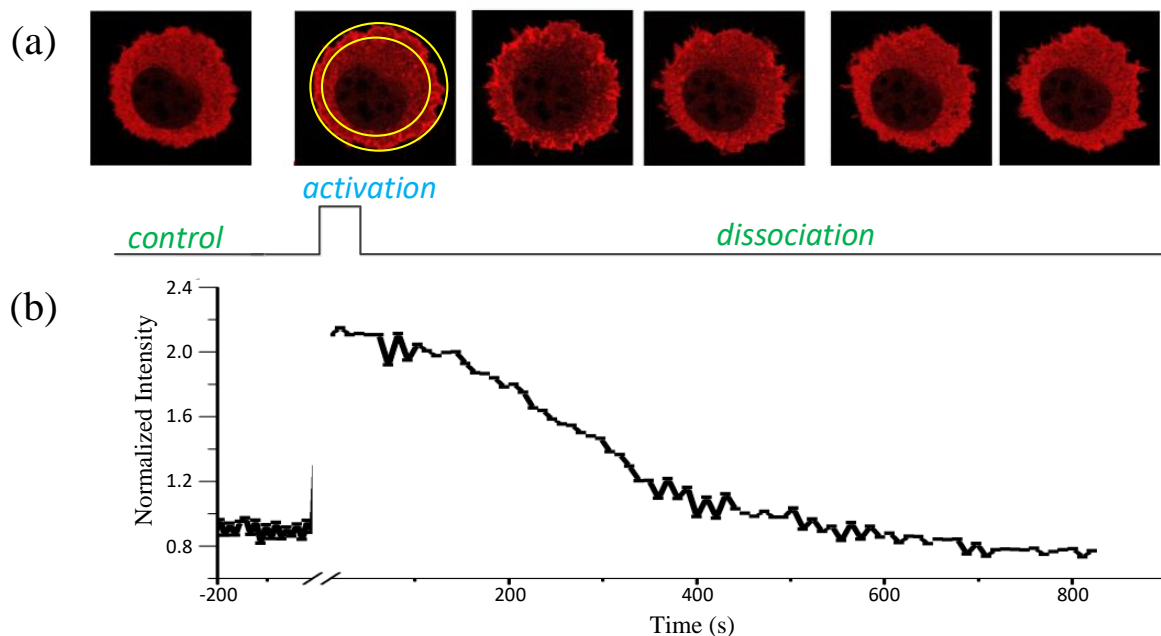 (a)
activation
control
dissociation
(b)
2.4
2.0
1.6
1.2
0.8
Normalized Intensity
-200
200
400
600
800
Time (s)